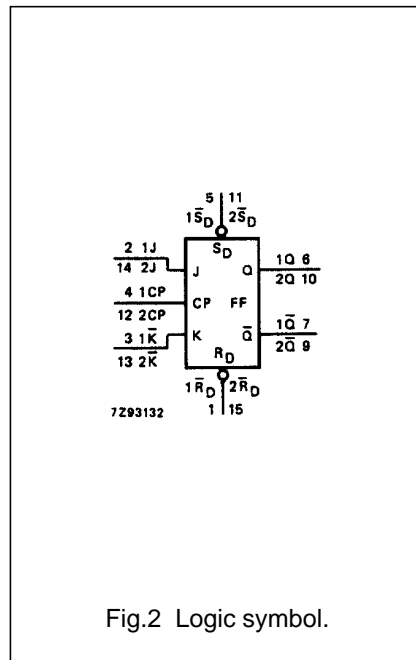 5 11
1S̅D 2S̅D
SD
2 1J
14 2J
J
Q
1Q 6
2Q 10
4 1CP
12 2CP
CP FF
3 1K̅
13 2K̅
K
Q̅
1Q̅ 7
2Q̅ 9
RD
1R̅D 2R̅D
1 15
7Z93132
Fig.2 Logic symbol.